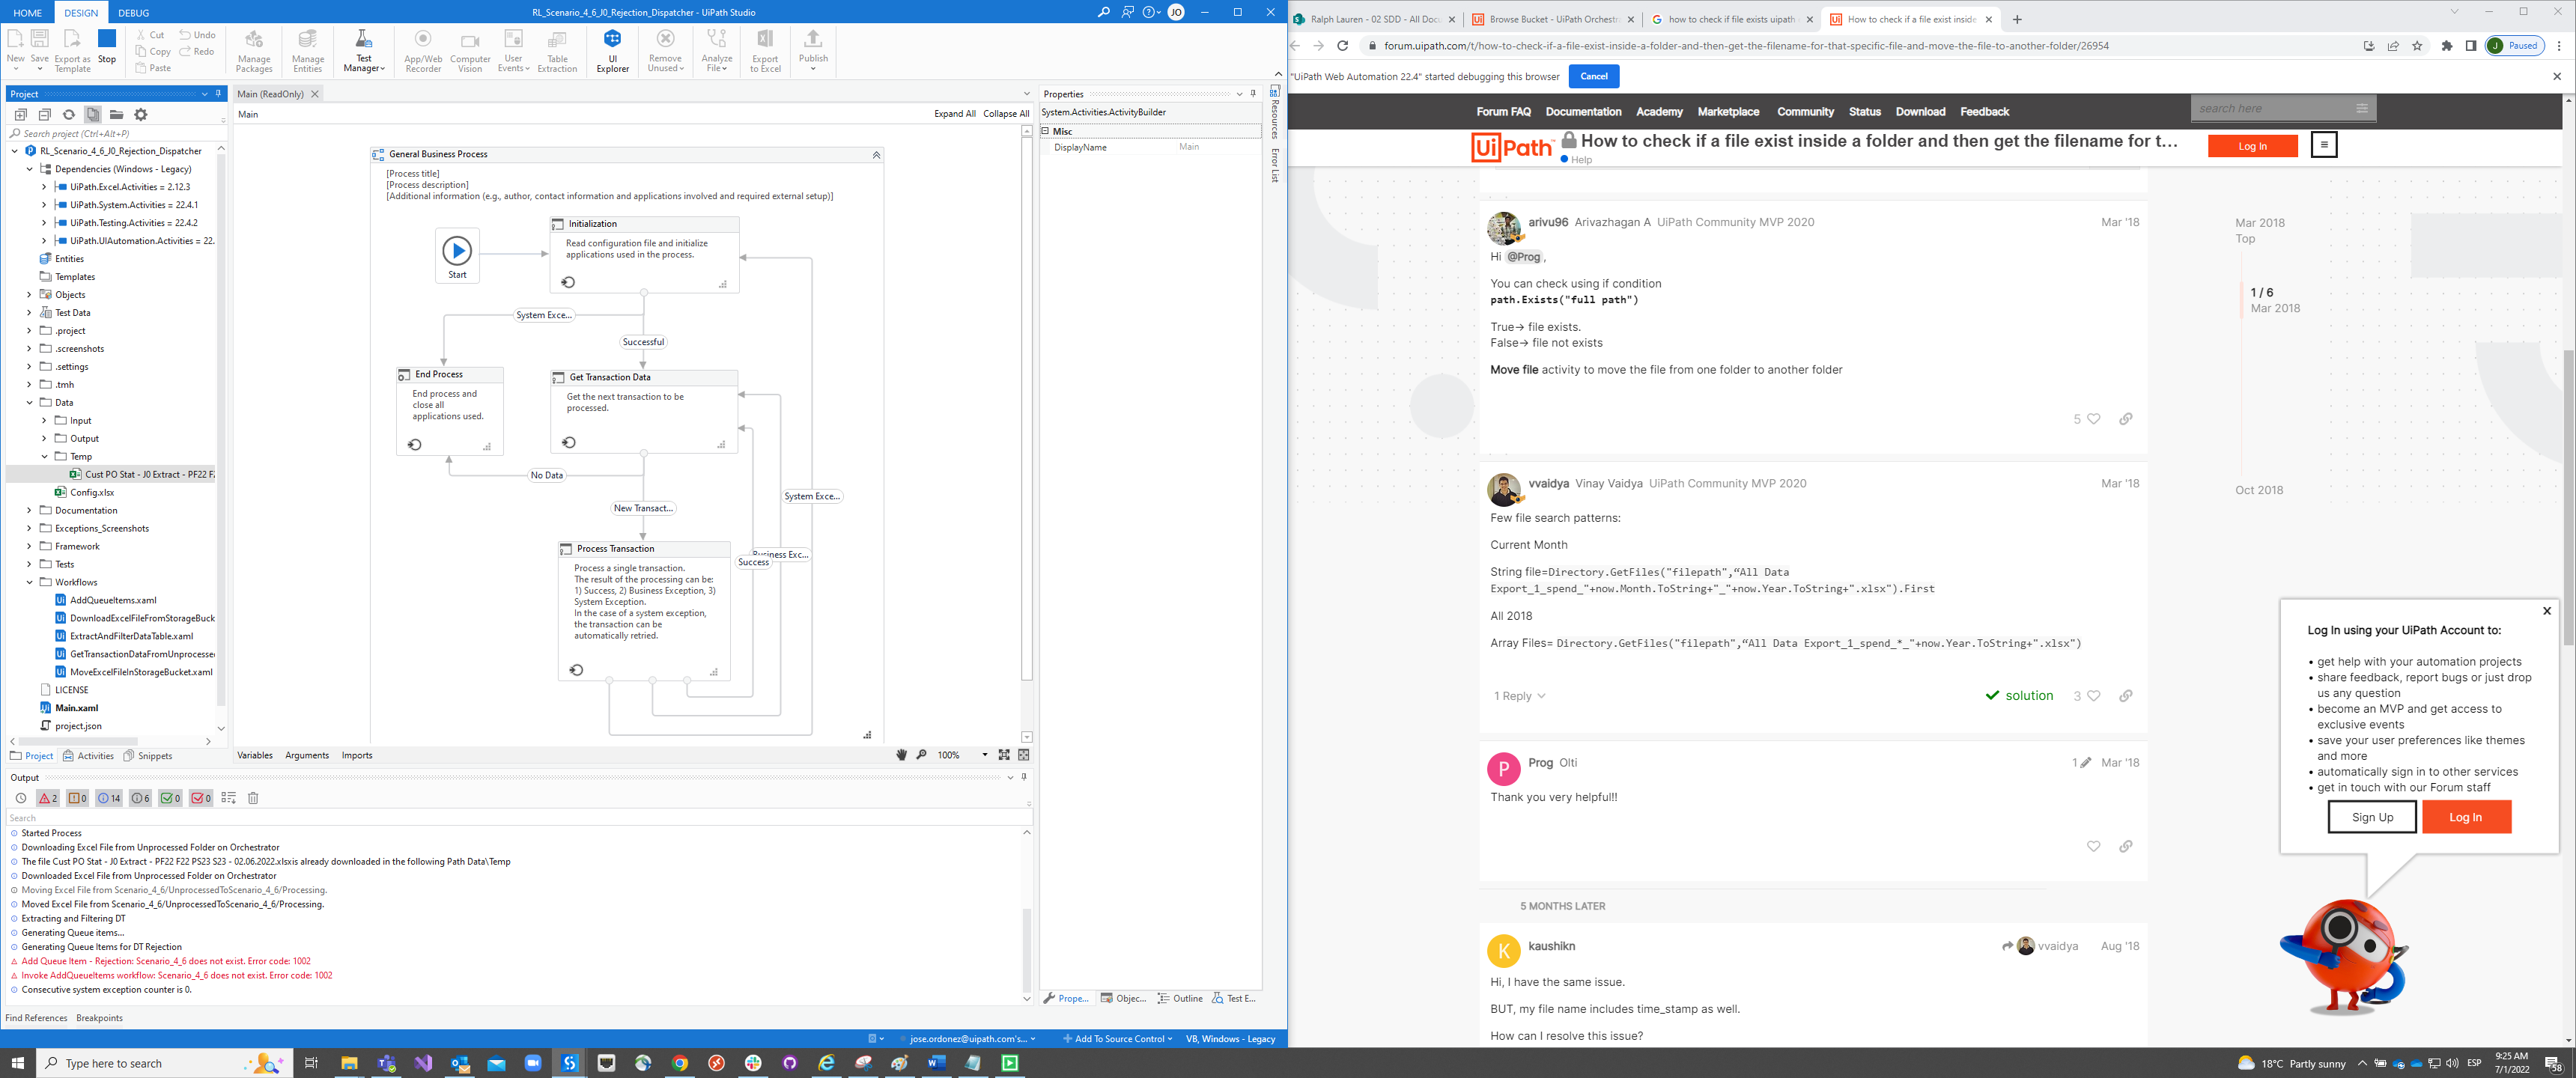 HOME
DESIGN
DEBUG
RL_Scenario_4_6_J0_Rejection_Dispatcher - UiPath Studio
JO
New
Save
Export as Template
Stop
Cut
Copy
Paste
Undo
Redo
Manage Packages
Manage Entities
Test Manager
App/Web Recorder
Computer Vision
User Events
Table Extraction
UI Explorer
Remove Unused
Analyze File
Export to Excel
Publish
Project
Search project (Ctrl+Alt+P)
RL_Scenario_4_6_J0_Rejection_Dispatcher
Dependencies (Windows - Legacy)
UiPath.Excel.Activities = 2.12.3
UiPath.System.Activities = 22.4.1
UiPath.Testing.Activities = 22.4.2
UiPath.UIAutomation.Activities = 22.
Entities
Templates
Objects
Test Data
.project
.screenshots
.settings
.tmh
Data
Input
Output
Temp
Cust PO Stat - J0 Extract - PF22 F
Config.xlsx
Documentation
Exceptions_Screenshots
Framework
Tests
Workflows
AddQueueItems.xaml
DownloadExcelFileFromStorageBuck
ExtractAndFilterDataTable.xaml
GetTransactionDataFromUnprocesse
MoveExcelFileInStorageBucket.xaml
LICENSE
Main.xaml
project.json
Project
Activities
Snippets
Main (ReadOnly)
Main
Expand All
Collapse All
General Business Process
[Process title]
[Process description]
[Additional information (e.g., author, contact information and applications involved and required external setup)]
Start
Initialization
Read configuration file and initialize
applications used in the process.
System Exce...
Successful
End Process
End process and
close all
applications used.
Get Transaction Data
Get the next transaction to be
processed.
No Data
New Transact...
System Exce...
Business Exc...
Success
Process Transaction
Process a single transaction.
The result of the processing can be:
1) Success, 2) Business Exception, 3)
System Exception.
In the case of a system exception,
the transaction can be
automatically retried.
Variables
Arguments
Imports
100%
Properties
System.Activities.ActivityBuilder
Misc
DisplayName
Main
Resources
Error List
Prope...
Objec...
Outline
Test E...
Output
2
0
14
6
0
0
Search
Started Process
Downloading Excel File from Unprocessed Folder on Orchestrator
The file Cust PO Stat - J0 Extract - PF22 F22 PS23 S23 - 02.06.2022.xlsxis already downloaded in the following Path Data\Temp
Downloaded Excel File from Unprocessed Folder on Orchestrator
Moving Excel File from Scenario_4_6/UnprocessedToScenario_4_6/Processing.
Moved Excel File from Scenario_4_6/UnprocessedToScenario_4_6/Processing.
Extracting and Filtering DT
Generating Queue items...
Generating Queue Items for DT Rejection
Add Queue Item - Rejection: Scenario_4_6 does not exist. Error code: 1002
Invoke AddQueueItems workflow: Scenario_4_6 does not exist. Error code: 1002
Consecutive system exception counter is 0.
Find References
Breakpoints
jose.ordonez@uipath.com's...
Add To Source Control
VB, Windows - Legacy
Ralph Lauren - 02 SDD - All Docu
Browse Bucket - UiPath Orchestr
how to check if file exists uipath
How to check if a file exist inside
forum.uipath.com/t/how-to-check-if-a-file-exist-inside-a-folder-and-then-get-the-filename-for-that-specific-file-and-move-the-file-to-another-folder/26954
J
Paused
"UiPath Web Automation 22.4" started debugging this browser
Cancel
Forum FAQ
Documentation
Academy
Marketplace
Community
Status
Download
Feedback
search here
UiPath
How to check if a file exist inside a folder and then get the filename for t...
Help
Log In
arivu96 Arivazhagan A UiPath Community MVP 2020
Mar '18
Hi @Prog,
You can check using if condition
path.Exists("full path")
True→ file exists.
False→ file not exists
Move file activity to move the file from one folder to another folder
5
Mar 2018
Top
1 / 6
Mar 2018
Oct 2018
vvaidya Vinay Vaidya UiPath Community MVP 2020
Mar '18
Few file search patterns:
Current Month
String file=Directory.GetFiles("filepath",“All Data
Export_1_spend_"+now.Month.ToString+"_"+now.Year.ToString+".xlsx").First
All 2018
Array Files= Directory.GetFiles("filepath",“All Data Export_1_spend_*_"+now.Year.ToString+".xlsx")
1 Reply
solution
3
P
Prog Olti
1
Mar '18
Thank you very helpful!!
5 MONTHS LATER
K
kaushikn
vvaidya
Aug '18
Hi, I have the same issue.
BUT, my file name includes time_stamp as well.
How can I resolve this issue?
Log In using your UiPath Account to:
• get help with your automation projects
• share feedback, report bugs or just drop
us any question
• become an MVP and get access to
exclusive events
• save your user preferences like themes
and more
• automatically sign in to other services
• get in touch with our Forum staff
Sign Up
Log In
Type here to search
18°C Partly sunny
ESP
9:25 AM
7/1/2022
58